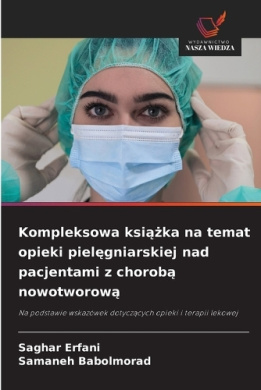 WYDAWNICTWO
NASZA WIEDZA
Kompleksowa książka na temat
opieki pielęgniarskiej nad
pacjentami z chorobą
nowotworową
Na podstawie wskazówek dotyczących opieki i terapii lekowej
Saghar Erfani
Samaneh Babolmorad